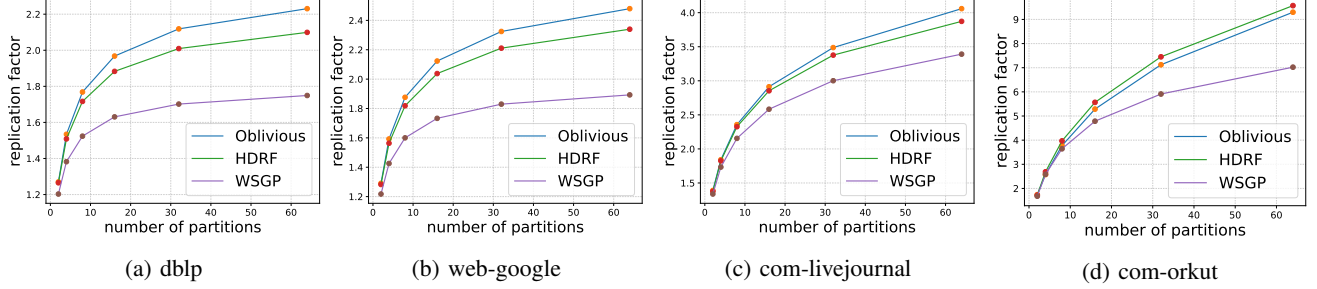 replication factor
2.2
2.0
1.8
1.6
1.4
1.2
0 10 20 30 40 50 60
number of partitions
Oblivious
HDRF
WSGP
(a) dblp
replication factor
2.4
2.2
2.0
1.8
1.6
1.4
1.2
0 10 20 30 40 50 60
number of partitions
Oblivious
HDRF
WSGP
(b) web-google
replication factor
4.0
3.5
3.0
2.5
2.0
1.5
0 10 20 30 40 50 60
number of partitions
Oblivious
HDRF
WSGP
(c) com-livejournal
replication factor
9
8
7
6
5
4
3
2
0 10 20 30 40 50 60
number of partitions
Oblivious
HDRF
WSGP
(d) com-orkut